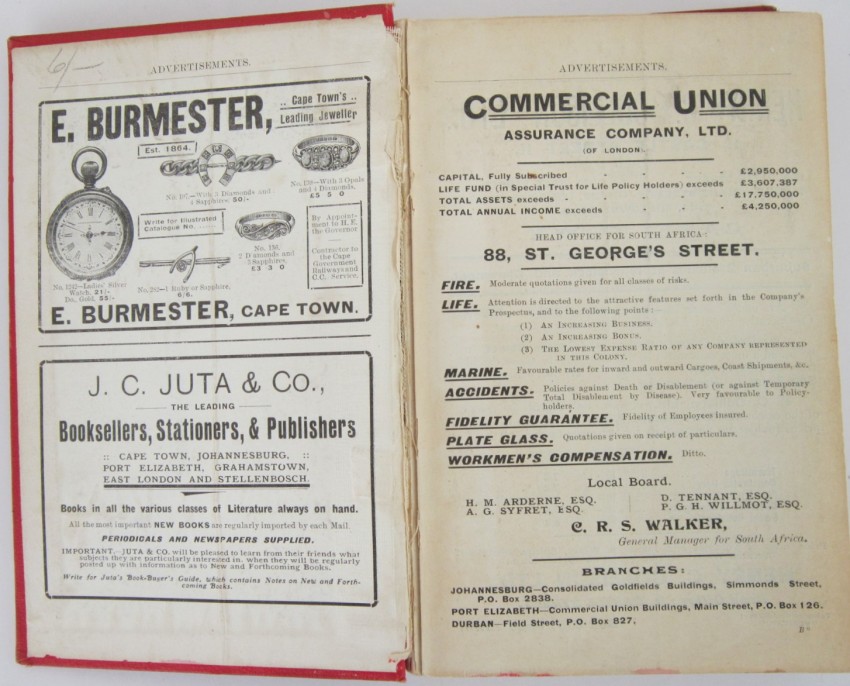 6/-
ADVERTISEMENTS.
E. BURMESTER,
.. Cape Town's ..
Leading Jeweller
Est. 1864.
No. 197—With 3 Diamonds and
4 Sapphires, 50/-
No. 139—With 3 Opals
and 4 Diamonds,
£5 5 0
Write for Illustrated
Catalogue No.
No. 136,
2 Diamonds and
3 Sapphires,
£3 3 0
By Appoint-
ment to H.E.
the Governor
Contractor to
the Cape
Government
Railways and
C.C. Service.
No. 1242—Ladies' Silver
Watch, 21/-
Do., Gold, 55/-
No. 282—1 Ruby or Sapphire,
6/6.
E. BURMESTER, CAPE TOWN.
J. C. JUTA & Co.,
THE LEADING
Booksellers, Stationers, & Publishers
:: CAPE TOWN, JOHANNESBURG, ::
PORT ELIZABETH, GRAHAMSTOWN,
EAST LONDON AND STELLENBOSCH.
Books in all the various classes of Literature always on hand.
All the most important NEW BOOKS are regularly imported by each Mail.
PERIODICALS AND NEWSPAPERS SUPPLIED.
IMPORTANT.—JUTA & CO. will be pleased to learn from their friends what
subjects they are particularly interested in, when they will be regularly
posted up with information as to New and Forthcoming Books.
Write for Juta's Book-Buyer's Guide, which contains Notes on New and Forth-
coming Books.
ADVERTISEMENTS.
COMMERCIAL UNION
ASSURANCE COMPANY, LTD.
(OF LONDON).
CAPITAL, Fully Subscribed - - - - £2,950,000
LIFE FUND (in Special Trust for Life Policy Holders) exceeds £3,607,387
TOTAL ASSETS exceeds - - - - - £17,750,000
TOTAL ANNUAL INCOME exceeds - - - £4,250,000
HEAD OFFICE FOR SOUTH AFRICA:
88, ST. GEORGE'S STREET.
FIRE. Moderate quotations given for all classes of risks.
LIFE. Attention is directed to the attractive features set forth in the Company's
Prospectus, and to the following points:—
(1) AN INCREASING BUSINESS.
(2) AN INCREASING BONUS.
(3) THE LOWEST EXPENSE RATIO OF ANY COMPANY REPRESENTED
IN THIS COLONY.
MARINE. Favourable rates for inward and outward Cargoes, Coast Shipments, &c.
ACCIDENTS. Policies against Death or Disablement (or against Temporary
Total Disablement by Disease). Very favourable to Policy-
holders.
FIDELITY GUARANTEE. Fidelity of Employees insured.
PLATE GLASS. Quotations given on receipt of particulars.
WORKMEN'S COMPENSATION. Ditto.
Local Board.
H. M. ARDERNE, ESQ. D. TENNANT, ESQ.
A. G. SYFRET, ESQ. P. G. H. WILLMOT, ESQ.
C. R. S. WALKER,
General Manager for South Africa.
BRANCHES:
JOHANNESBURG—Consolidated Goldfields Buildings, Simmonds Street,
P.O. Box 2838.
PORT ELIZABETH—Commercial Union Buildings, Main Street, P.O. Box 126.
DURBAN—Field Street, P.O. Box 827.